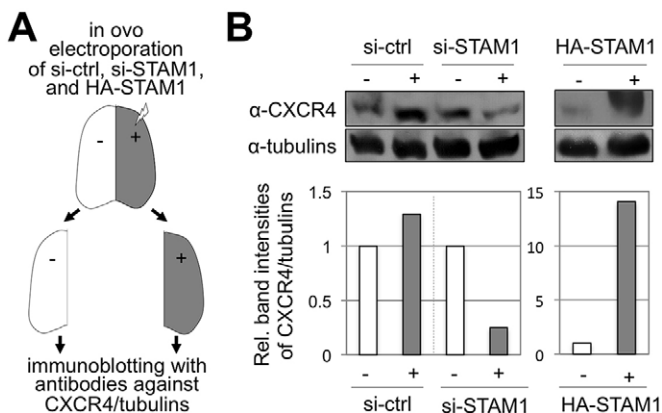 A
in ovo
electroporation
of si-ctrl, si-STAM1,
and HA-STAM1
- +
- +
immunoblotting with
antibodies against
CXCR4/tubulins
B
si-ctrl si-STAM1 HA-STAM1
- + - + - +
α-CXCR4
α-tubulins
Rel. band intensities
of CXCR4/tubulins
1.5
1
0.5
0
15
10
5
0
- + - + - +
si-ctrl si-STAM1 HA-STAM1